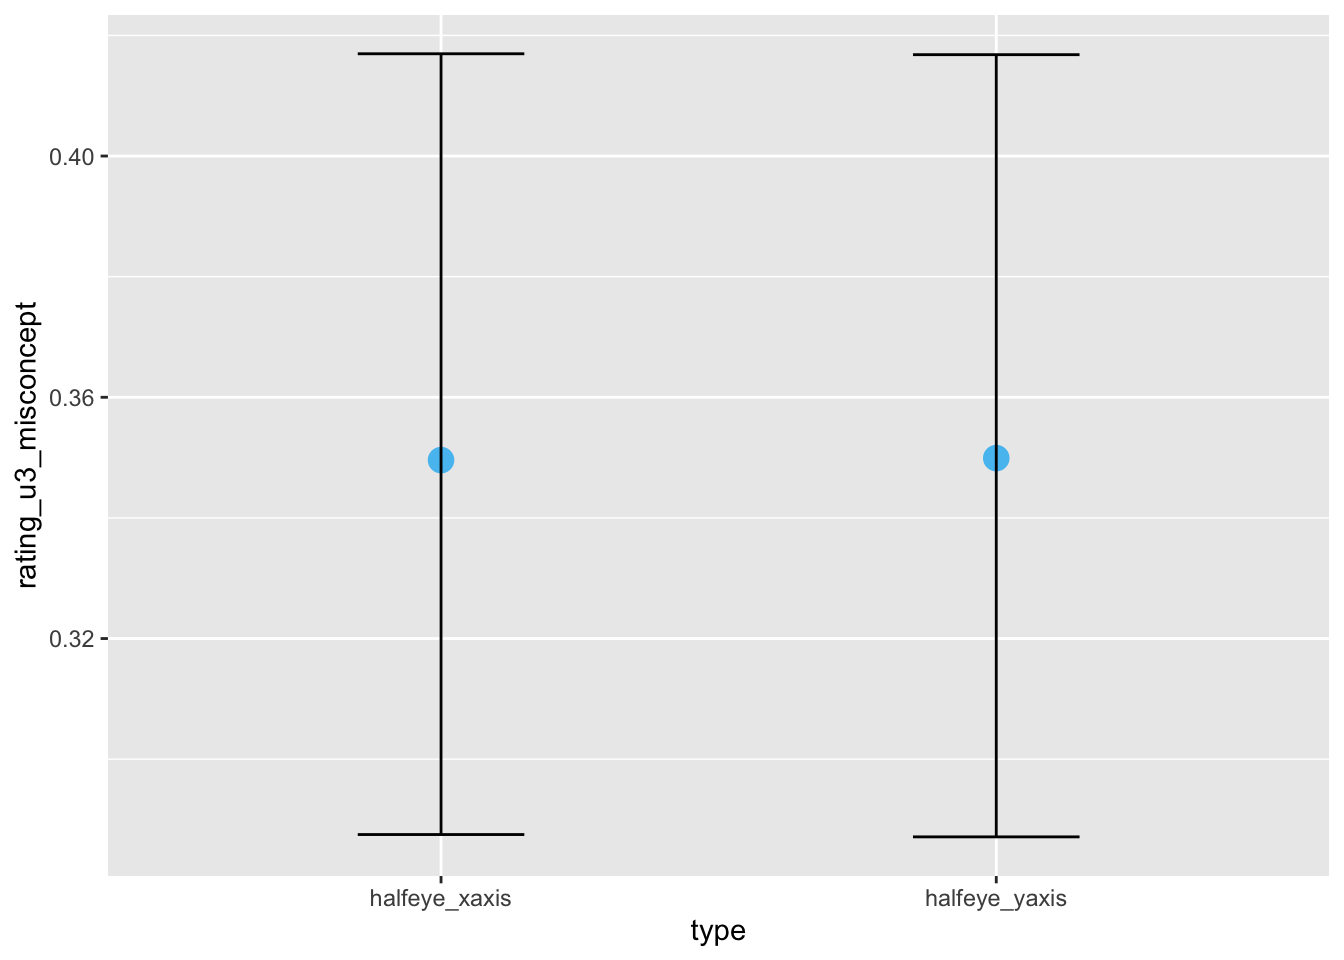 rating_u3_misconcept
0.40
0.36
0.32
halfeye_xaxis
halfeye_yaxis
type